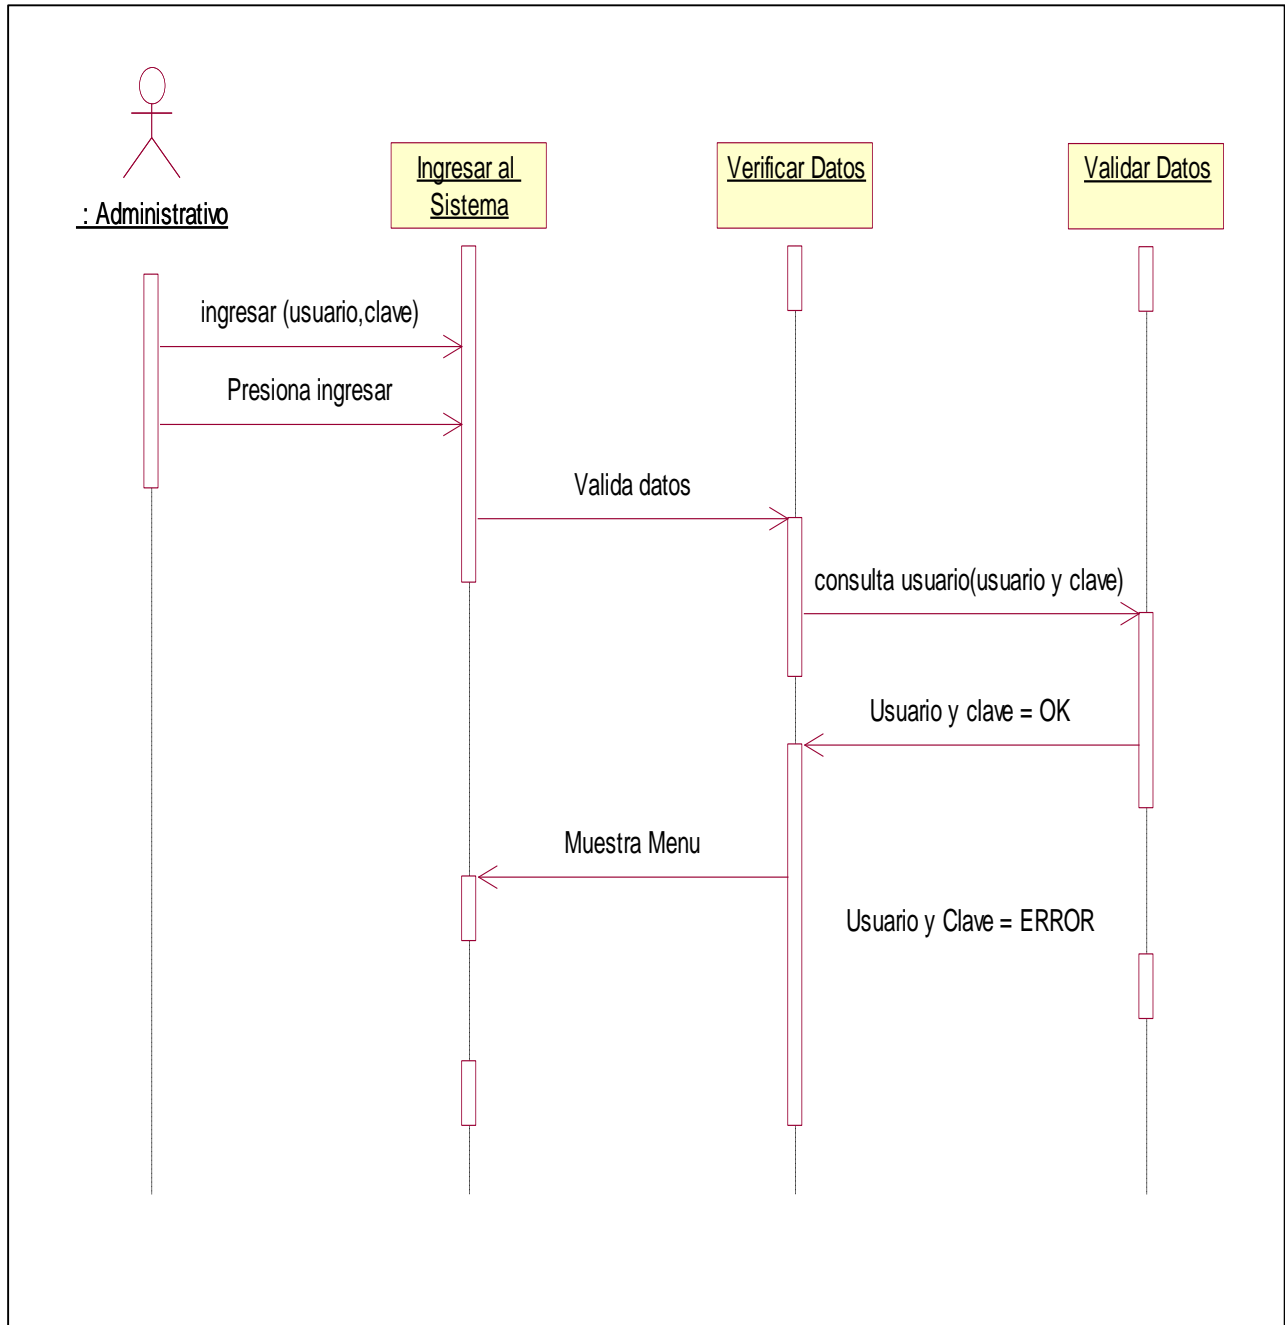 : Administrativo
Ingresar al
Sistema
Verificar Datos
Validar Datos
ingresar (usuario,clave)
Presiona ingresar
Valida datos
consulta usuario(usuario y clave)
Usuario y clave = OK
Muestra Menu
Usuario y Clave = ERROR